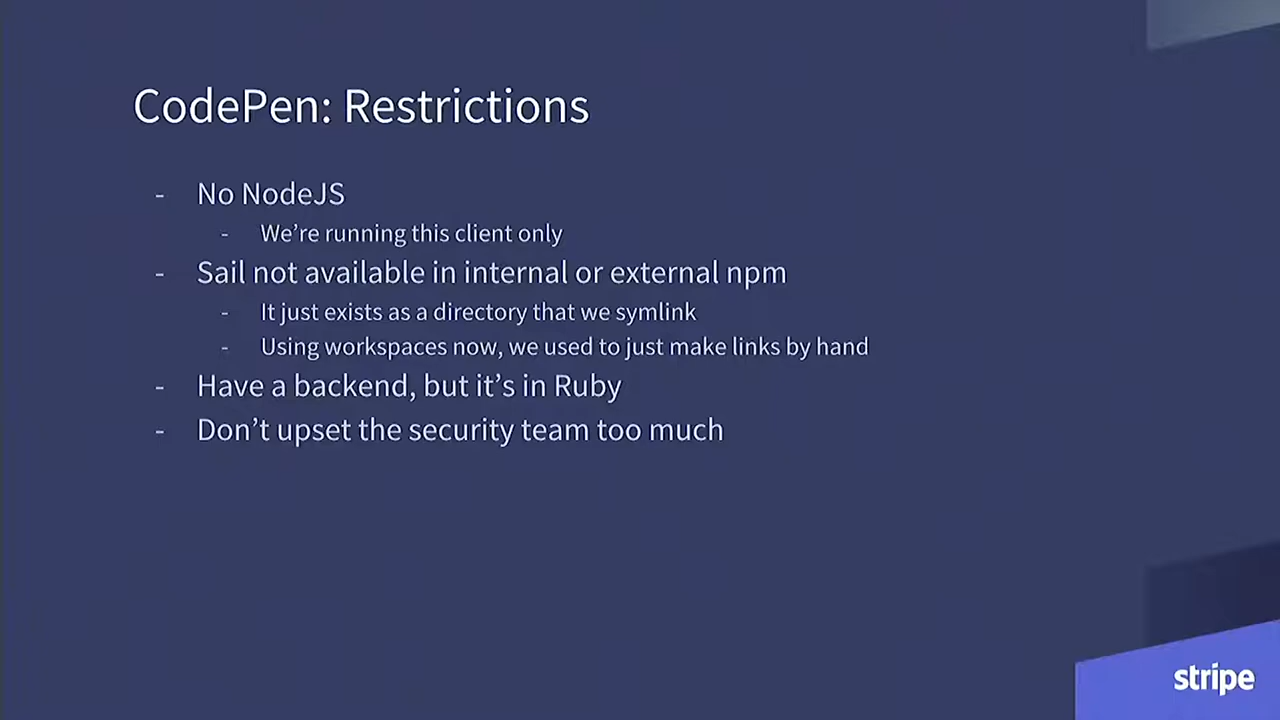 CodePen: Restrictions
- No NodeJS
- We're running this client only
- Sail not available in internal or external npm
- It just exists as a directory that we symlink
- Using workspaces now, we used to just make links by hand
- Have a backend, but it's in Ruby
- Don't upset the security team too much
stripe